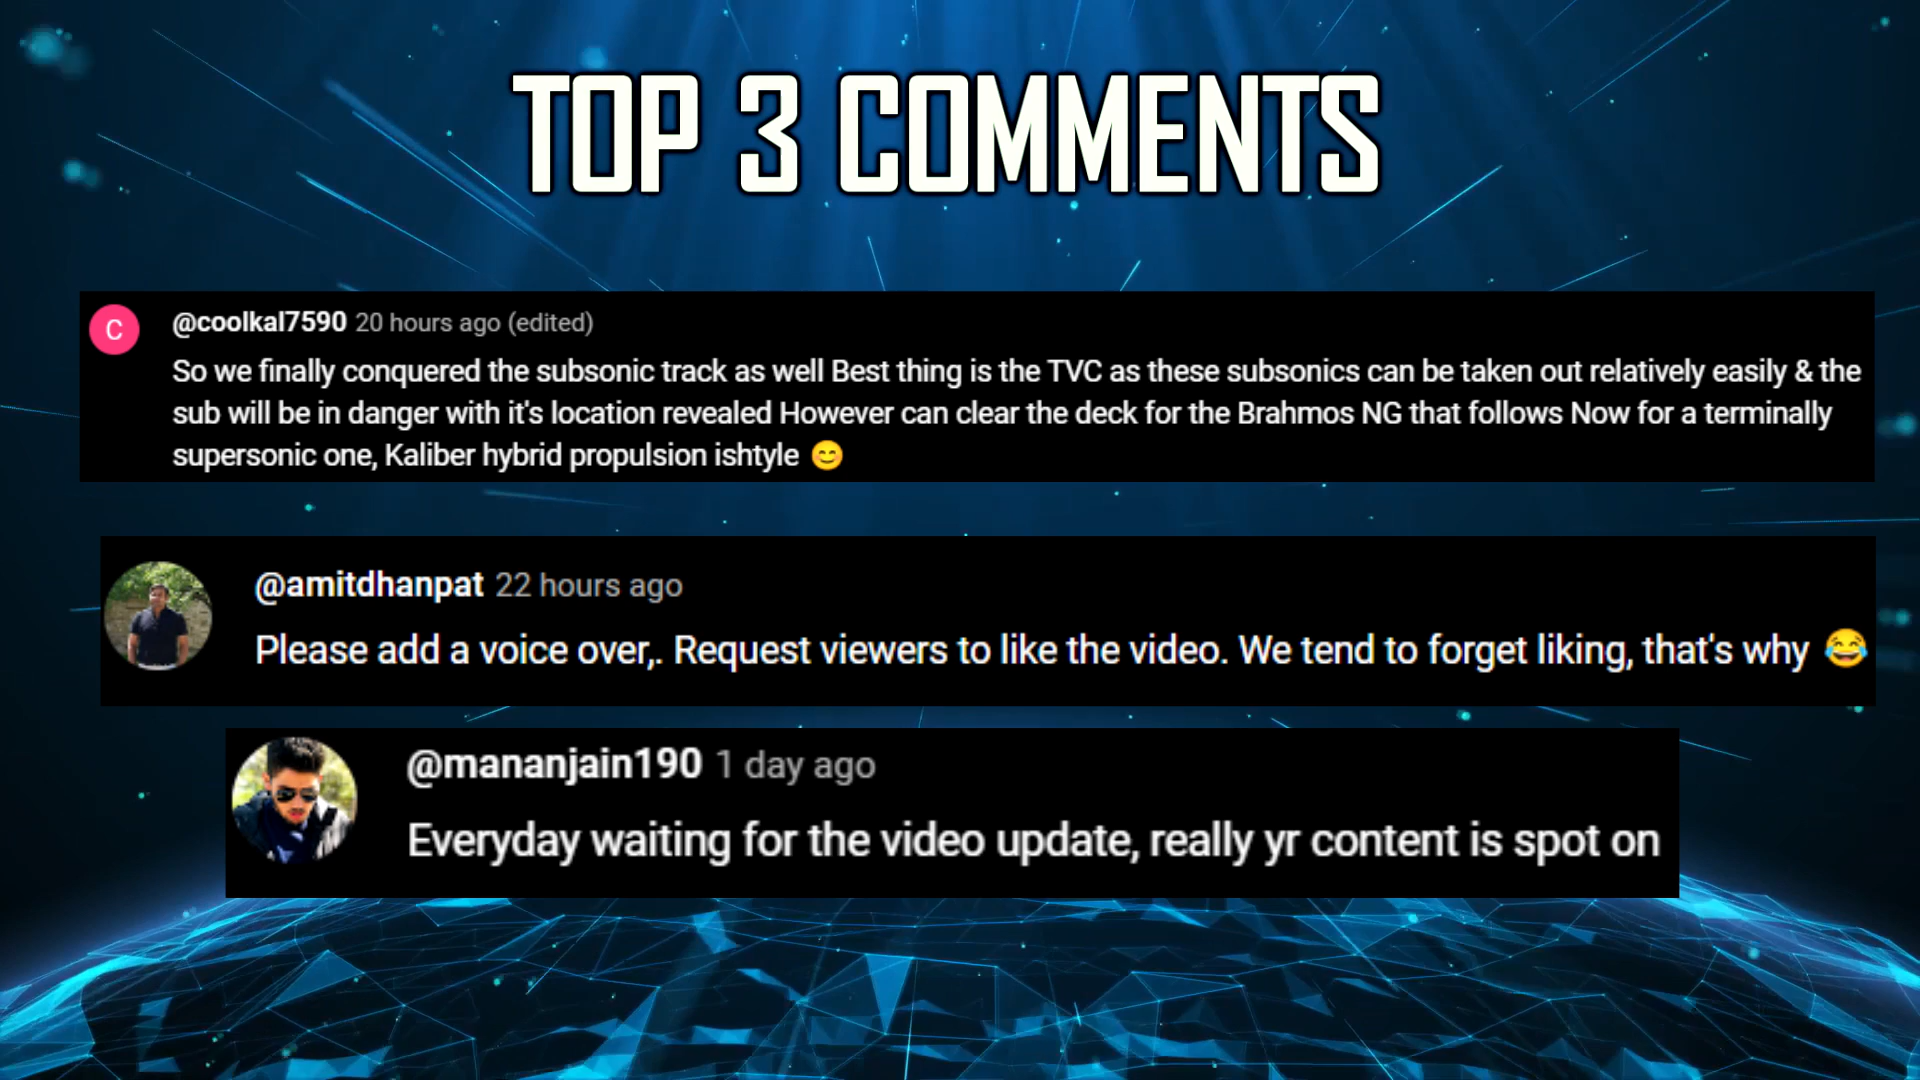 TOP 3 COMMENTS
C
@coolkal7590 20 hours ago (edited)
So we finally conquered the subsonic track as well Best thing is the TVC as these subsonics can be taken out relatively easily & the
sub will be in danger with it's location revealed However can clear the deck for the Brahmos NG that follows Now for a terminally
supersonic one, Kaliber hybrid propulsion ishtyle 😊
@amitdhanpat 22 hours ago
Please add a voice over,. Request viewers to like the video. We tend to forget liking, that's why 😂
@mananjain190 1 day ago
Everyday waiting for the video update, really yr content is spot on